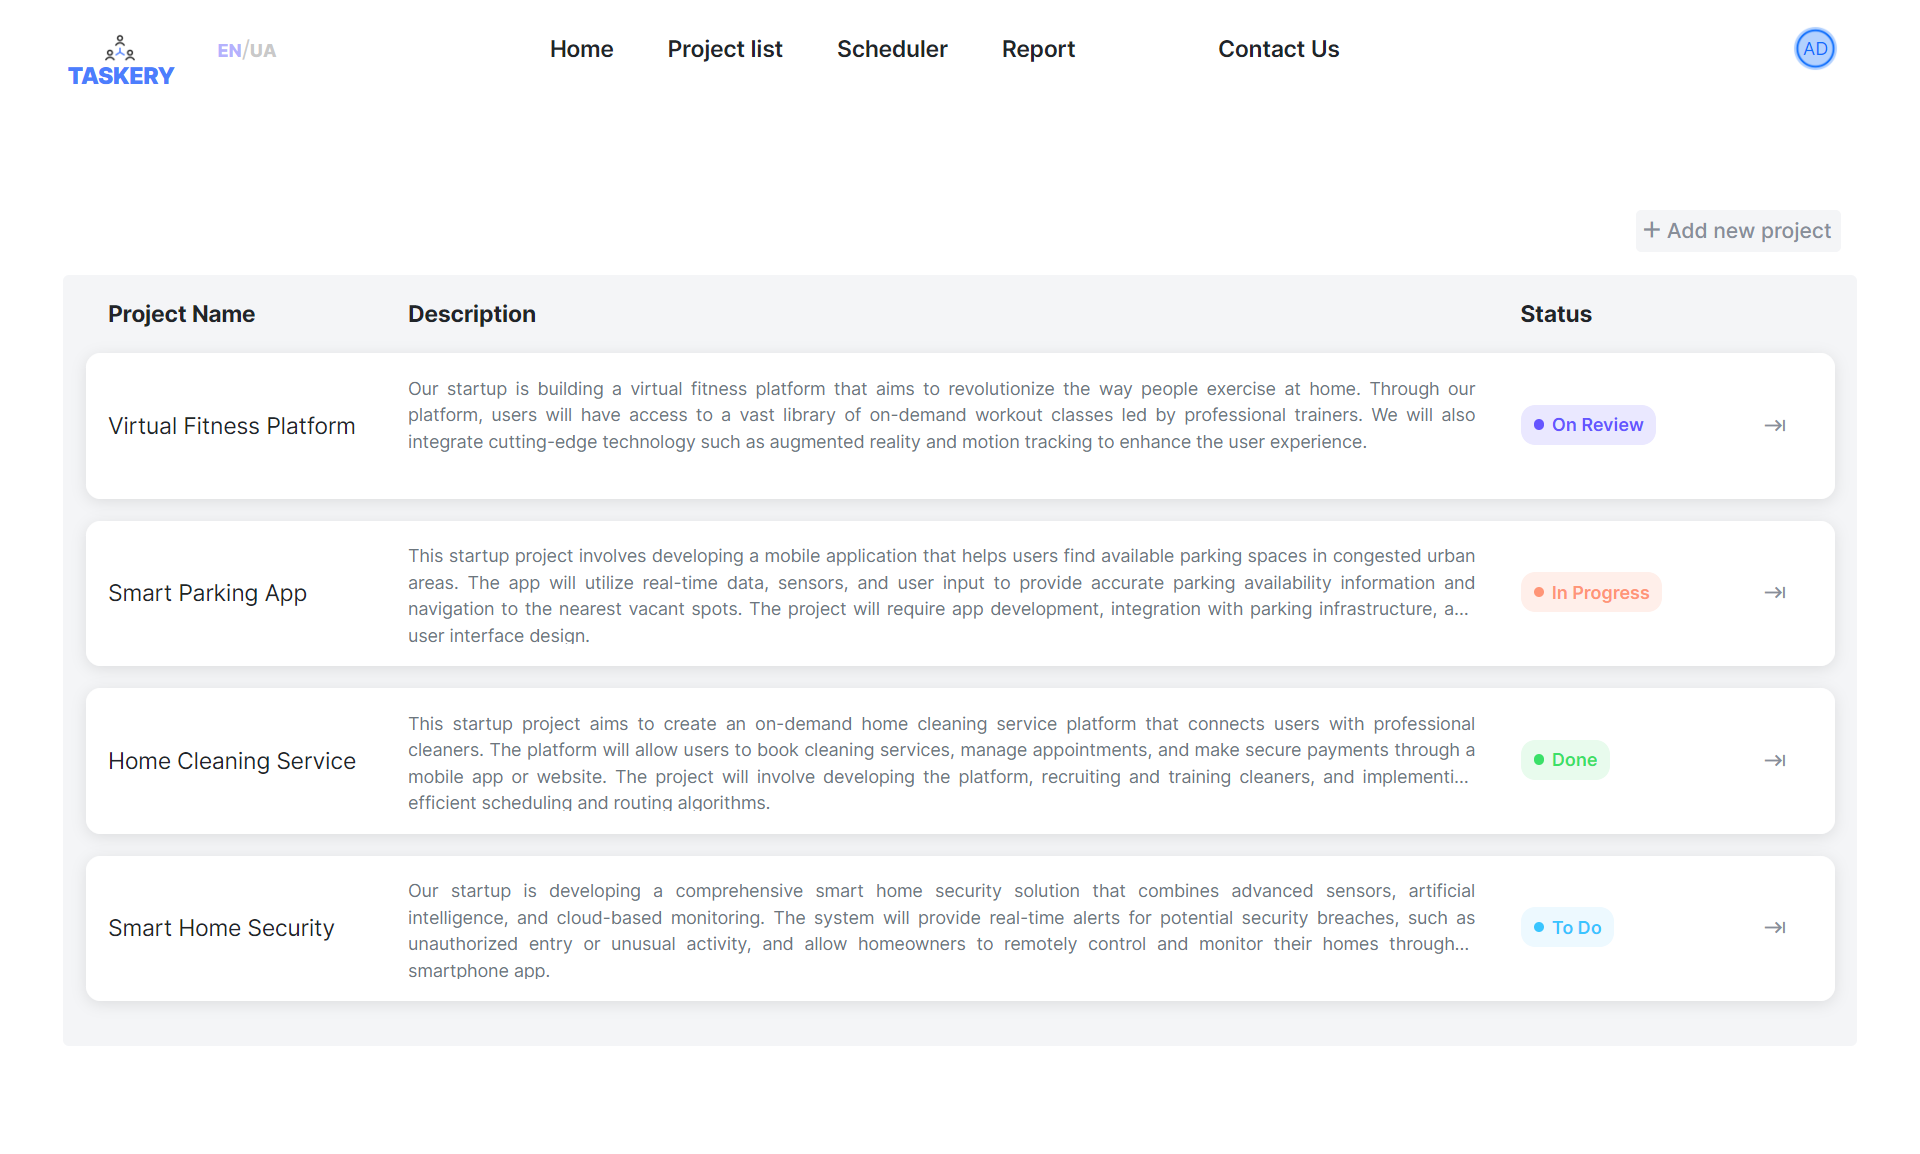 TASKERY
EN/UA
Home
Project list
Scheduler
Report
Contact Us
AD
+ Add new project
Project Name
Description
Status
Virtual Fitness Platform
Our startup is building a virtual fitness platform that aims to revolutionize the way people exercise at home. Through our
platform, users will have access to a vast library of on-demand workout classes led by professional trainers. We will also
integrate cutting-edge technology such as augmented reality and motion tracking to enhance the user experience.
On Review
Smart Parking App
This startup project involves developing a mobile application that helps users find available parking spaces in congested urban
areas. The app will utilize real-time data, sensors, and user input to provide accurate parking availability information and
navigation to the nearest vacant spots. The project will require app development, integration with parking infrastructure, a...
user interface design.
In Progress
Home Cleaning Service
This startup project aims to create an on-demand home cleaning service platform that connects users with professional
cleaners. The platform will allow users to book cleaning services, manage appointments, and make secure payments through a
mobile app or website. The project will involve developing the platform, recruiting and training cleaners, and implementi...
efficient scheduling and routing algorithms.
Done
Smart Home Security
Our startup is developing a comprehensive smart home security solution that combines advanced sensors, artificial
intelligence, and cloud-based monitoring. The system will provide real-time alerts for potential security breaches, such as
unauthorized entry or unusual activity, and allow homeowners to remotely control and monitor their homes through...
smartphone app.
To Do